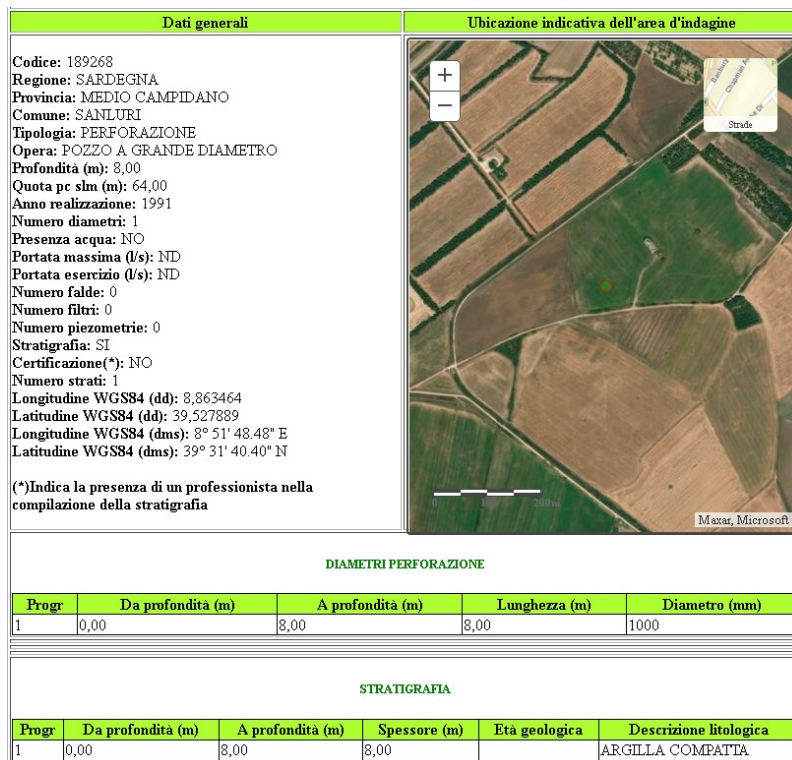 Dati generali
Ubicazione indicativa dell'area d'indagine
Codice: 189268
Regione: SARDEGNA
Provincia: MEDIO CAMPIDANO
Comune: SANLURI
Tipologia: PERFORAZIONE
Opera: POZZO A GRANDE DIAMETRO
Profondità (m): 8,00
Quota pc slm (m): 64,00
Anno realizzazione: 1991
Numero diametri: 1
Presenza acqua: NO
Portata massima (l/s): ND
Portata esercizio (l/s): ND
Numero falde: 0
Numero filtri: 0
Numero piezometrie: 0
Stratigrafia: SI
Certificazione(*): NO
Numero strati: 1
Longitudine WGS84 (dd): 8,863464
Latitudine WGS84 (dd): 39,527889
Longitudine WGS84 (dms): 8° 51' 48.48" E
Latitudine WGS84 (dms): 39° 31' 40.40" N
(*)Indica la presenza di un professionista nella
compilazione della stratigrafia
+
−
Banbury
Chapman Av
Strade
0 100 200m
Maxar, Microsoft
DIAMETRI PERFORAZIONE
Progr Da profondità (m) A profondità (m) Lunghezza (m) Diametro (mm)
1 0,00 8,00 8,00 1000
STRATIGRAFIA
Progr Da profondità (m) A profondità (m) Spessore (m) Età geologica Descrizione litologica
1 0,00 8,00 8,00 ARGILLA COMPATTA